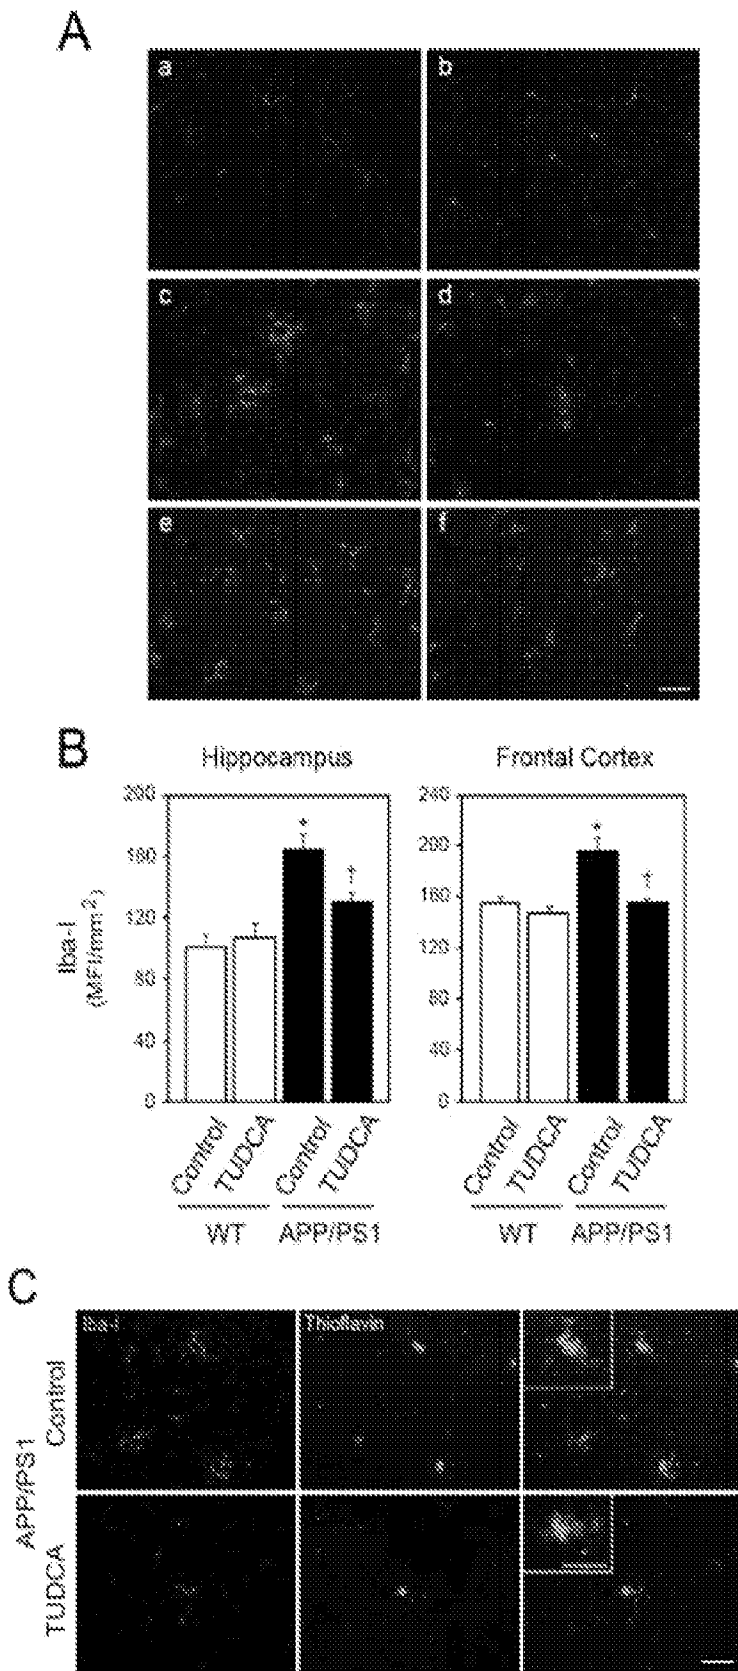 A
a
b
c
d
e
f
B
Hippocampus
Frontal Cortex
Iba-I
(MFI/mm²)
200
160
120
80
40
0
240
200
160
120
80
40
0
*
†
*
†
Control
TUDCA
Control
TUDCA
Control
TUDCA
Control
TUDCA
WT
APP/PS1
WT
APP/PS1
C
Iba-I
Thioflavin
APP/PS1
Control
TUDCA